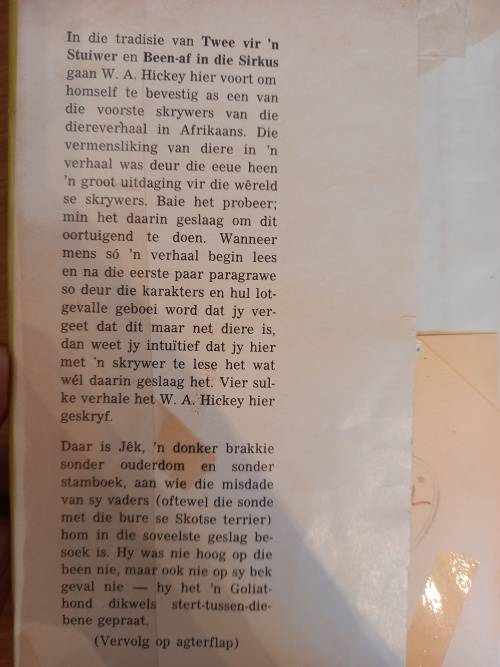 In die tradisie van Twee vir 'n
Stuiwer en Been-af in die Sirkus
gaan W. A. Hickey hier voort om
homself te bevestig as een van
die voorste skrywers van die
diereverhaal in Afrikaans. Die
vermensliking van diere in 'n
verhaal was deur die eeue heen
'n groot uitdaging vir die wêreld
se skrywers. Baie het probeer;
min het daarin geslaag om dit
oortuigend te doen. Wanneer
mens só 'n verhaal begin lees
en na die eerste paar paragrawe
so deur die karakters en hul lot-
gevalle geboei word dat jy ver-
geet dat dit maar net diere is,
dan weet jy intuïtief dat jy hier
met 'n skrywer te lese het wat
wél daarin geslaag het. Vier sul-
ke verhale het W. A. Hickey hier
geskryf.
Daar is Jêk, 'n donker brakkie
sonder ouderdom en sonder
stamboek, aan wie die misdade
van sy vaders (oftewel die sonde
met die bure se Skotse terrier)
hom in die soveelste geslag be-
soek is. Hy was nie hoog op die
been nie, maar ook nie op sy bek
geval nie — hy het 'n Goliat-
hond dikwels stert-tussen-die-
bene gepraat.
(Vervolg op agterflap)